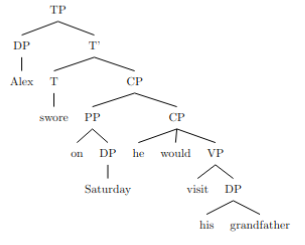 TP
DP T'
Alex T CP
swore PP CP
on DP he would VP
Saturday visit DP
his grandfather